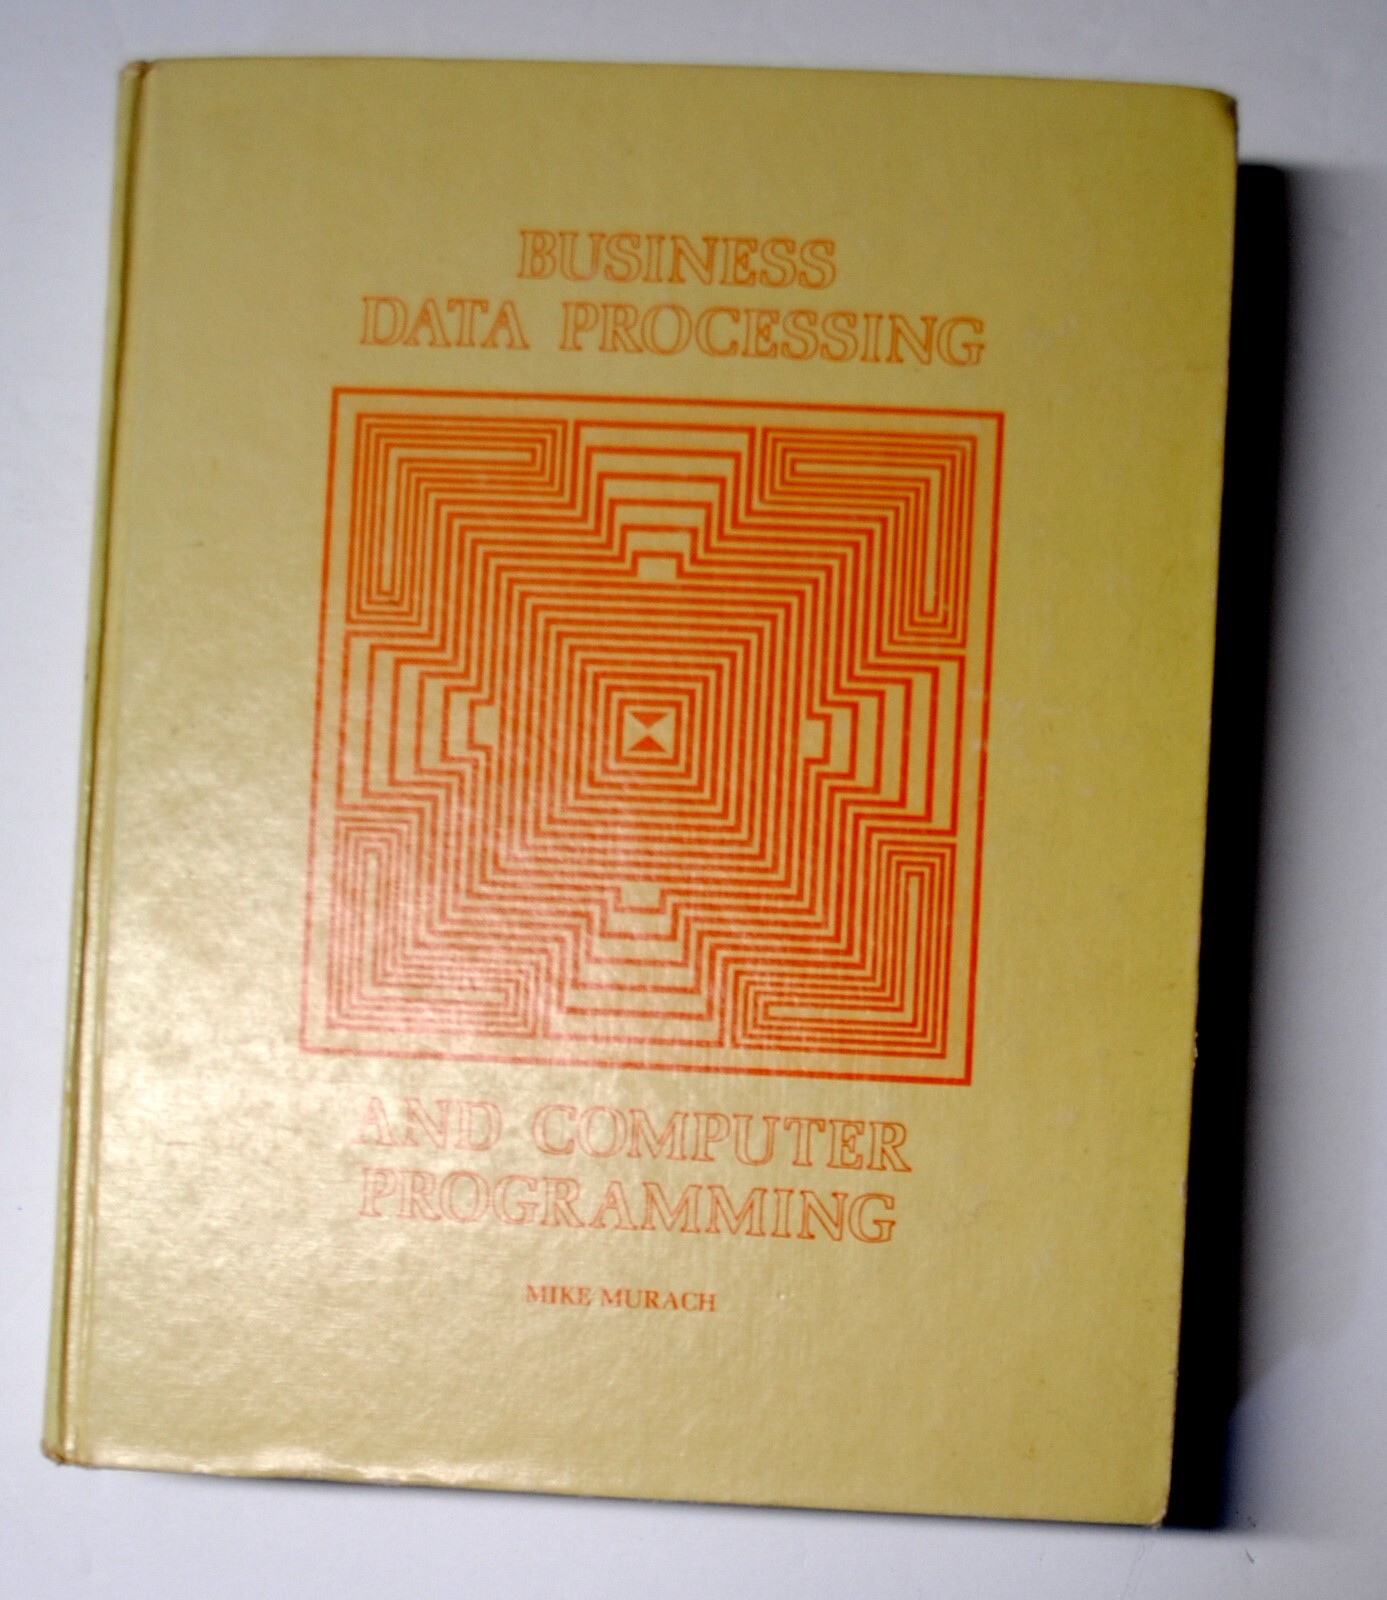 BUSINESS
DATA PROCESSING
AND COMPUTER
PROGRAMMING
MIKE MURACH